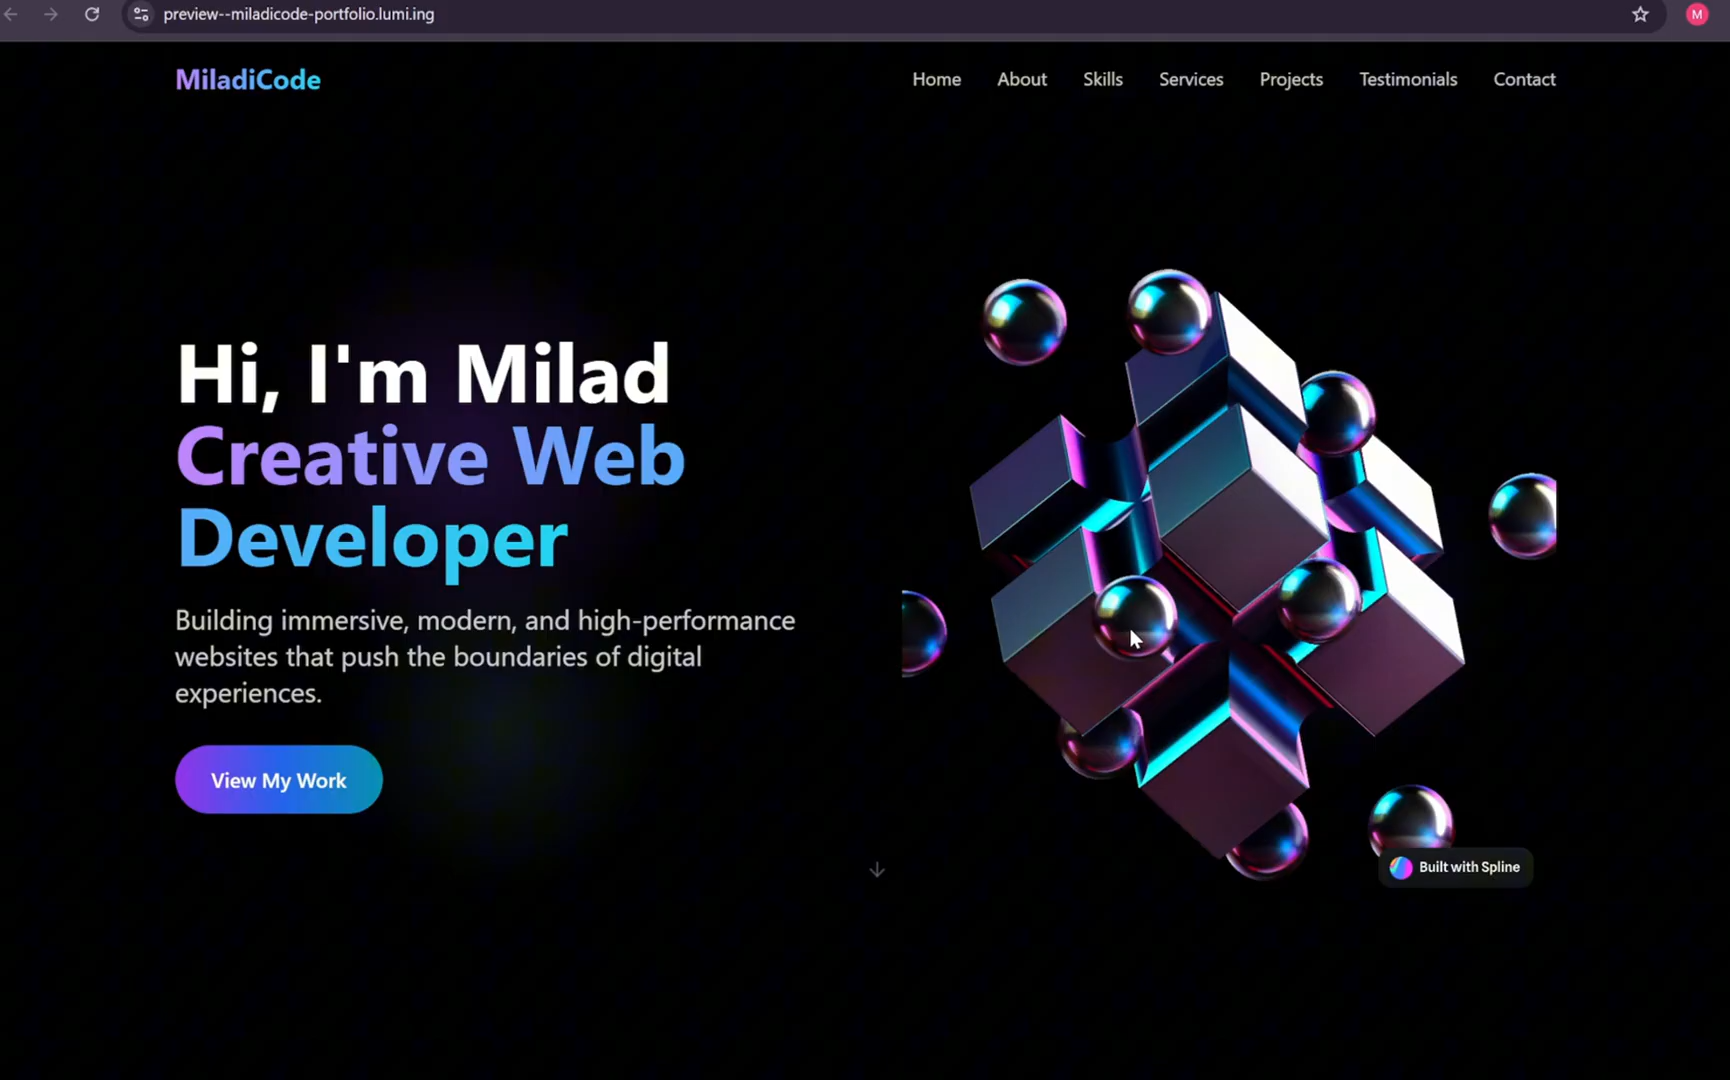 preview--miladicode-portfolio.lumi.ing
M
MiladiCode
Home About Skills Services Projects Testimonials Contact
Hi, I'm Milad
Creative Web
Developer
Building immersive, modern, and high-performance
websites that push the boundaries of digital
experiences.
View My Work
Built with Spline